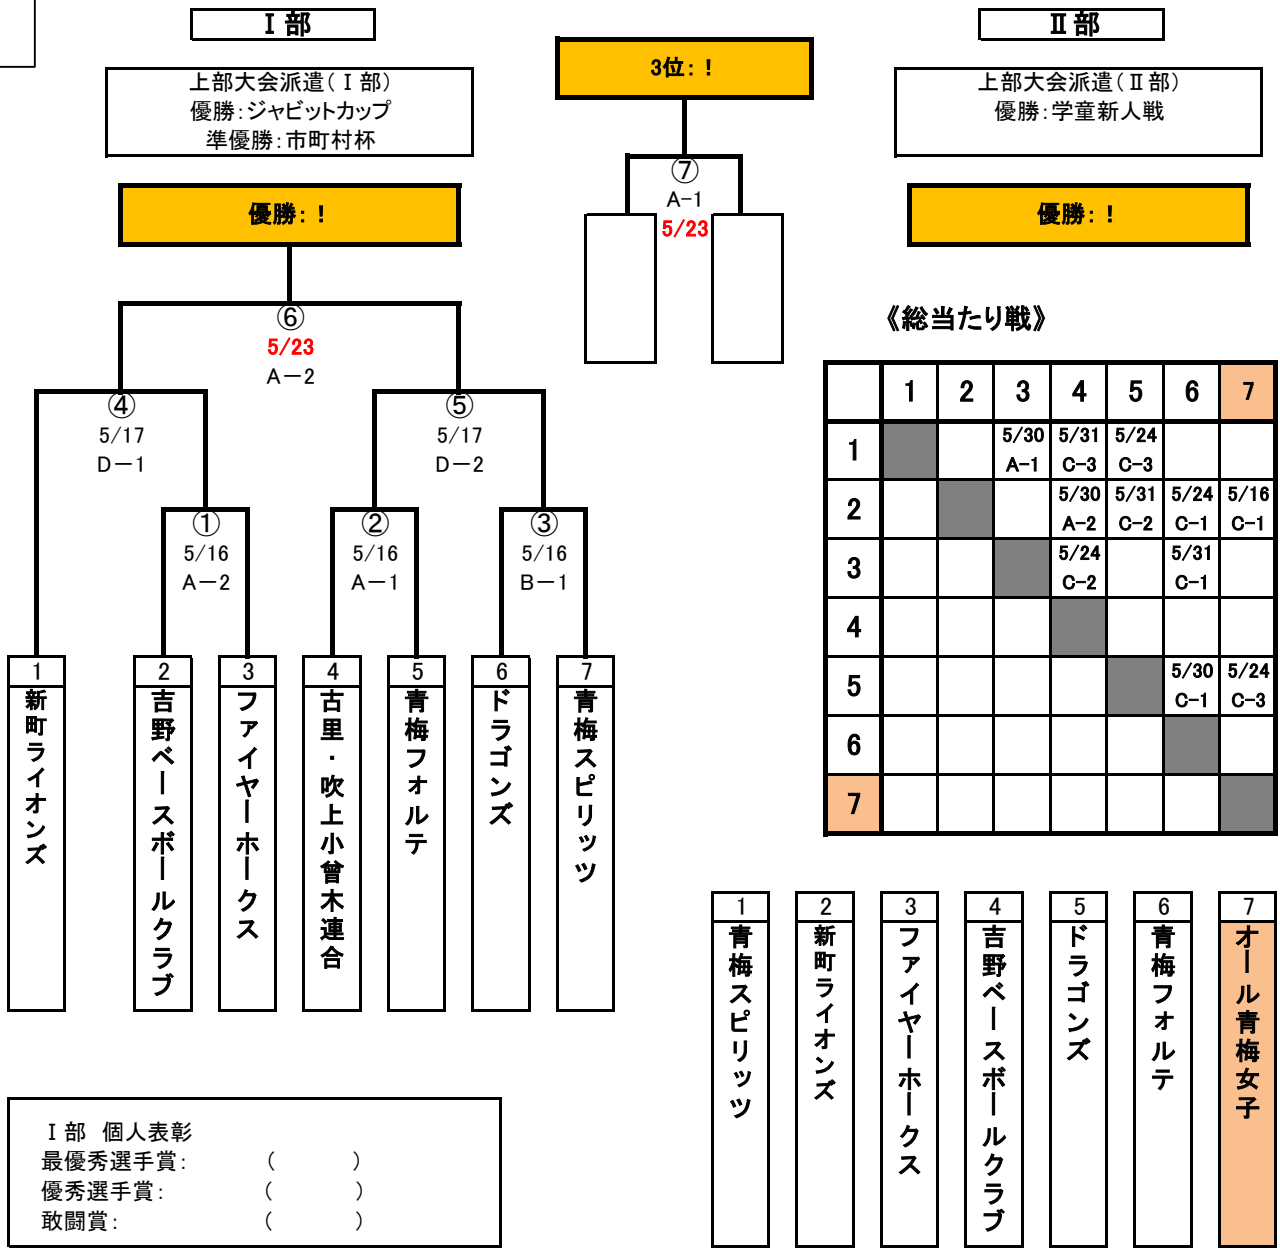 Ⅰ部
上部大会派遣(Ⅰ部)
優勝:ジャビットカップ
準優勝:市町村杯
優勝:!
⑥
5/23
A-2
④
5/17
D-1
⑤
5/17
D-2
①
5/16
A-2
②
5/16
A-1
③
5/16
B-1
1
新町ライオンズ
2
吉野ベースボールクラブ
3
ファイヤーホークス
4
古里・吹上小曾木連合
5
青梅フォルテ
6
ドラゴンズ
7
青梅スピリッツ
Ⅰ部 個人表彰
最優秀選手賞: ( )
優秀選手賞: ( )
敢闘賞: ( )
3位:!
⑦
A-1
5/23
Ⅱ部
上部大会派遣(Ⅱ部)
優勝:学童新人戦
優勝:!
《総当たり戦》
1 2 3 4 5 6 7
1 5/30 5/31 5/24
A-1 C-3 C-3
2 5/30 5/31 5/24 5/16
A-2 C-2 C-1 C-1
3 5/24 5/31
C-2 C-1
4
5 5/30 5/24
C-1 C-3
6
7
1
青梅スピリッツ
2
新町ライオンズ
3
ファイヤーホークス
4
吉野ベースボールクラブ
5
ドラゴンズ
6
青梅フォルテ
7
オール青梅女子